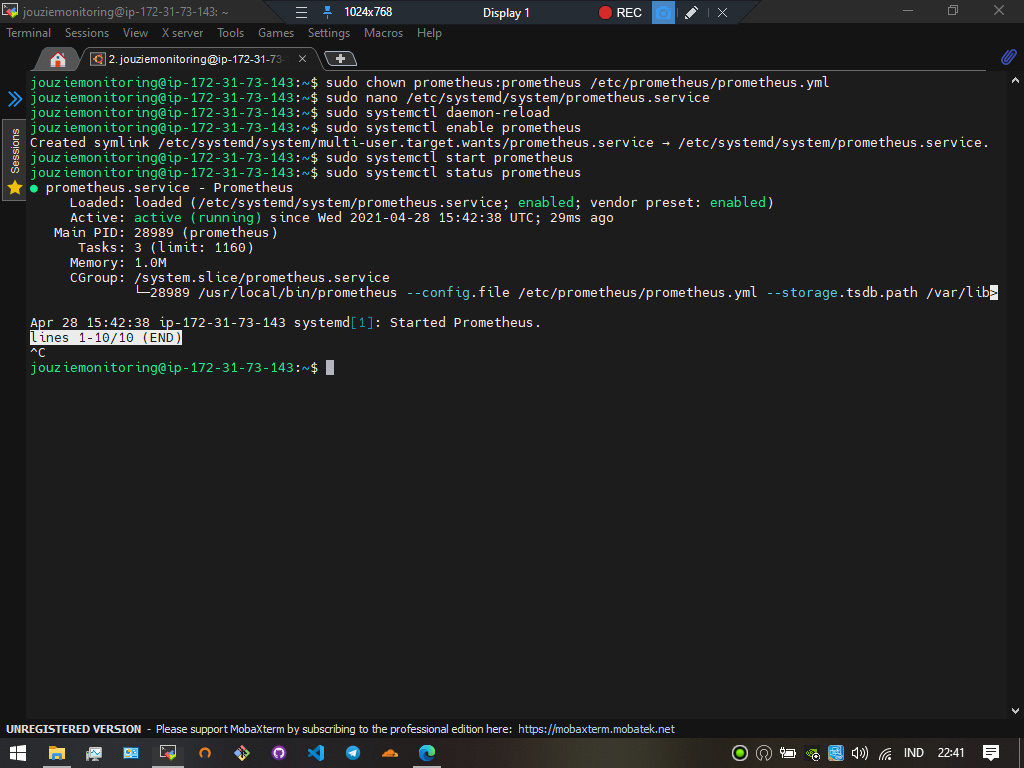 jouziemonitoring@ip-172-31-73-143: ~
1024x768
Display 1
REC
Terminal Sessions View X server Tools Games Settings Macros Help
2. jouziemonitoring@ip-172-31-73-
Sessions
jouziemonitoring@ip-172-31-73-143:~$ sudo chown prometheus:prometheus /etc/prometheus/prometheus.yml
jouziemonitoring@ip-172-31-73-143:~$ sudo nano /etc/systemd/system/prometheus.service
jouziemonitoring@ip-172-31-73-143:~$ sudo systemctl daemon-reload
jouziemonitoring@ip-172-31-73-143:~$ sudo systemctl enable prometheus
Created symlink /etc/systemd/system/multi-user.target.wants/prometheus.service → /etc/systemd/system/prometheus.service.
jouziemonitoring@ip-172-31-73-143:~$ sudo systemctl start prometheus
jouziemonitoring@ip-172-31-73-143:~$ sudo systemctl status prometheus
● prometheus.service - Prometheus
Loaded: loaded (/etc/systemd/system/prometheus.service; enabled; vendor preset: enabled)
Active: active (running) since Wed 2021-04-28 15:42:38 UTC; 29ms ago
Main PID: 28989 (prometheus)
Tasks: 3 (limit: 1160)
Memory: 1.0M
CGroup: /system.slice/prometheus.service
└─28989 /usr/local/bin/prometheus --config.file /etc/prometheus/prometheus.yml --storage.tsdb.path /var/lib>
Apr 28 15:42:38 ip-172-31-73-143 systemd[1]: Started Prometheus.
lines 1-10/10 (END)
^C
jouziemonitoring@ip-172-31-73-143:~$
UNREGISTERED VERSION - Please support MobaXterm by subscribing to the professional edition here: https://mobaxterm.mobatek.net
IND 22:41